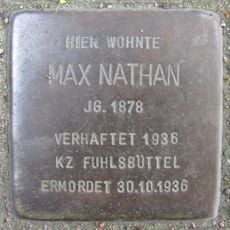 HIER WOHNTE
MAX NATHAN
JG. 1878
VERHAFTET 1936
KZ FUHLSBÜTTEL
ERMORDET 30.10.1936